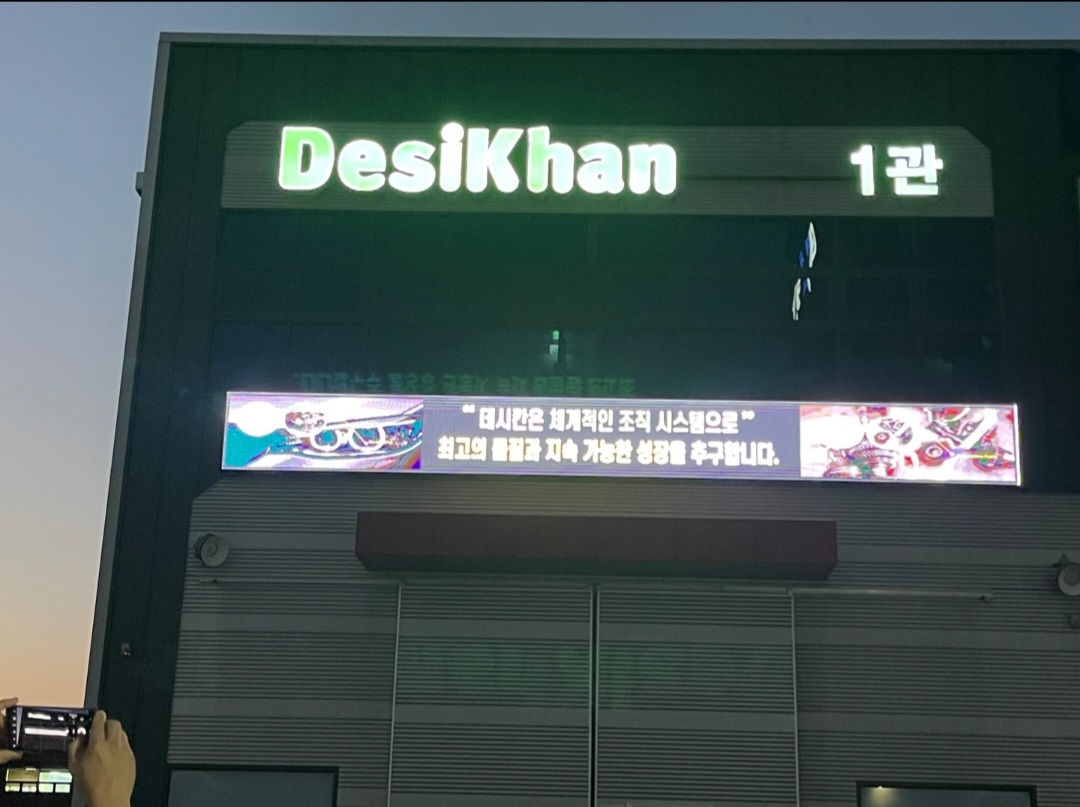 DesiKhan 1관
“ 데시칸은 체계적인 조직 시스템으로 ”
최고의 품질과 지속 가능한 성장을 추구합니다.